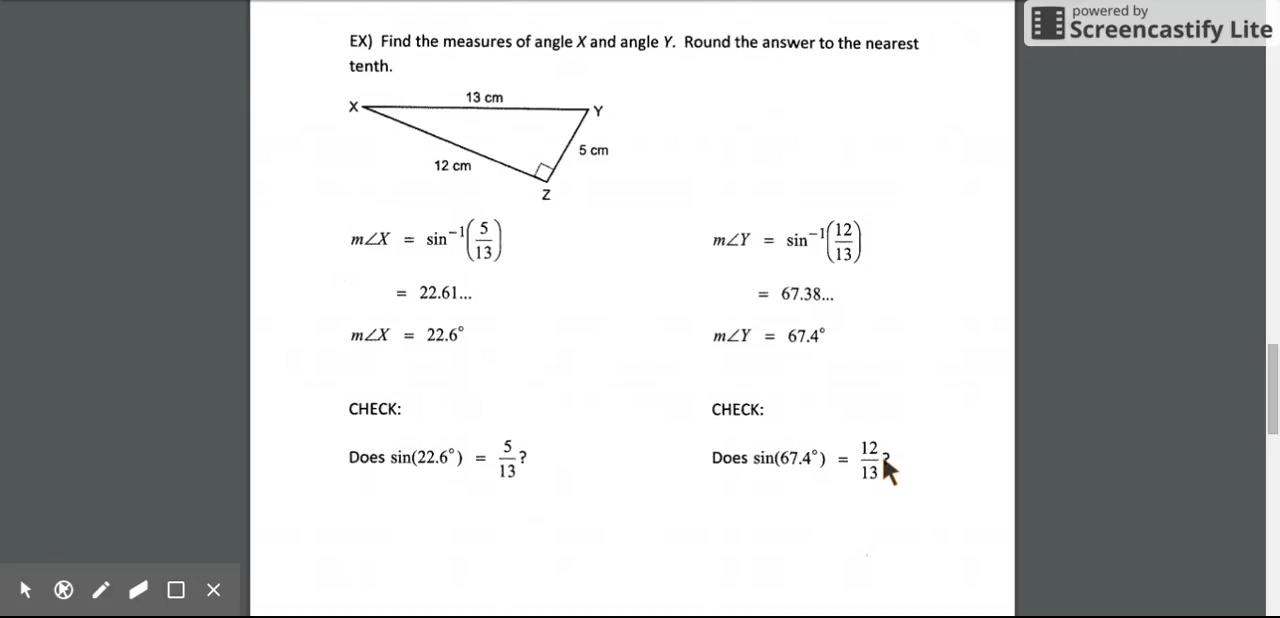 powered by
Screencastify Lite
EX) Find the measures of angle X and angle Y. Round the answer to the nearest
tenth.
X
13 cm
Y
5 cm
12 cm
Z
m∠X = sin⁻¹(5/13)
= 22.61...
m∠X = 22.6°
CHECK:
Does sin(22.6°) = 5/13?
m∠Y = sin⁻¹(12/13)
= 67.38...
m∠Y = 67.4°
CHECK:
Does sin(67.4°) = 12/13?